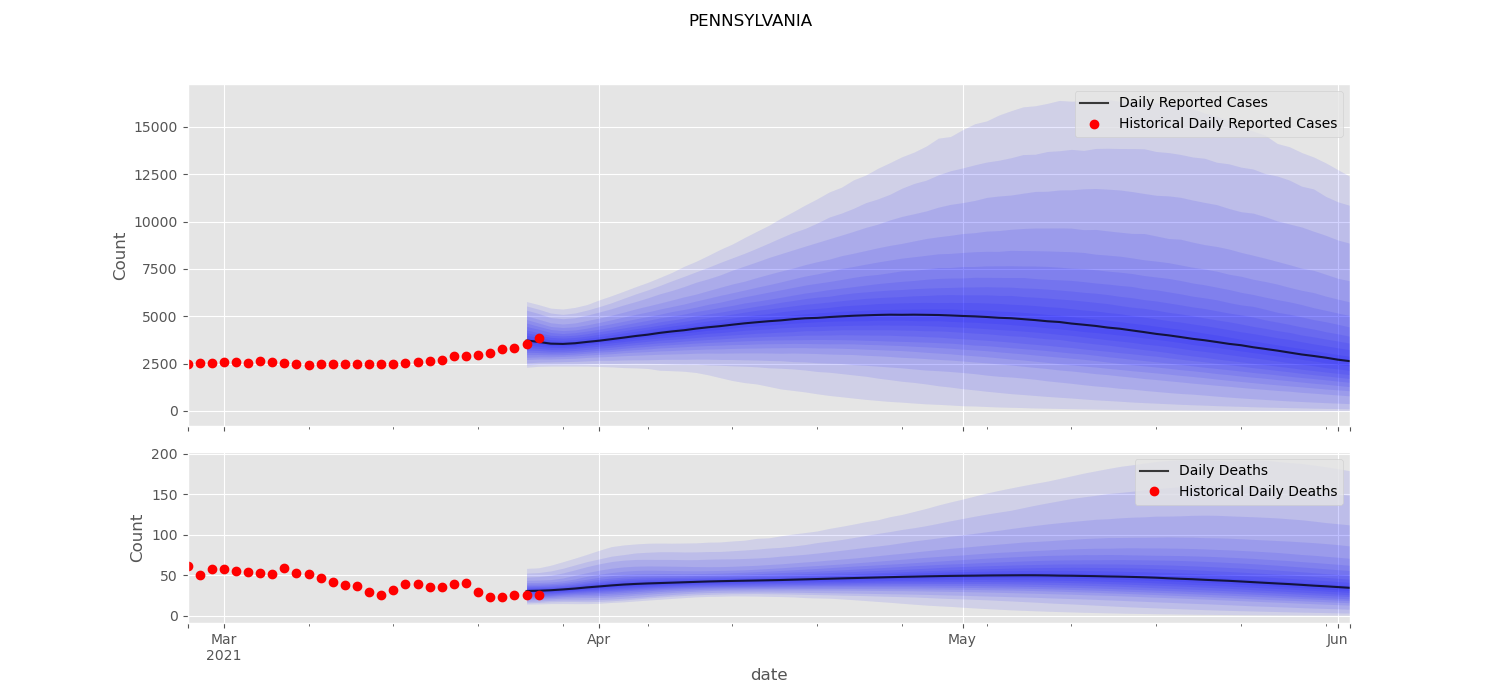 PENNSYLVANIA
Daily Reported Cases
Historical Daily Reported Cases
15000
12500
10000
7500
5000
2500
0
Count
Daily Deaths
Historical Daily Deaths
200
150
100
50
0
Count
Mar
2021
Apr
May
Jun
date